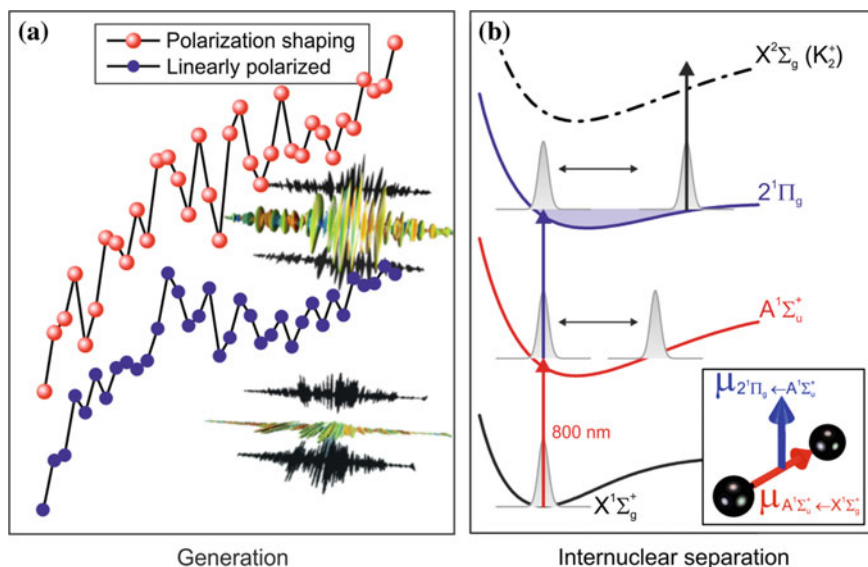 (a)
Polarization shaping
Linearly polarized
Generation
(b)
X²Σg (K₂⁺)
2¹Πg
A¹Σu⁺
800 nm
X¹Σg⁺
μ2¹Πg←A¹Σu⁺
μA¹Σu⁺←X¹Σg⁺
Internuclear separation